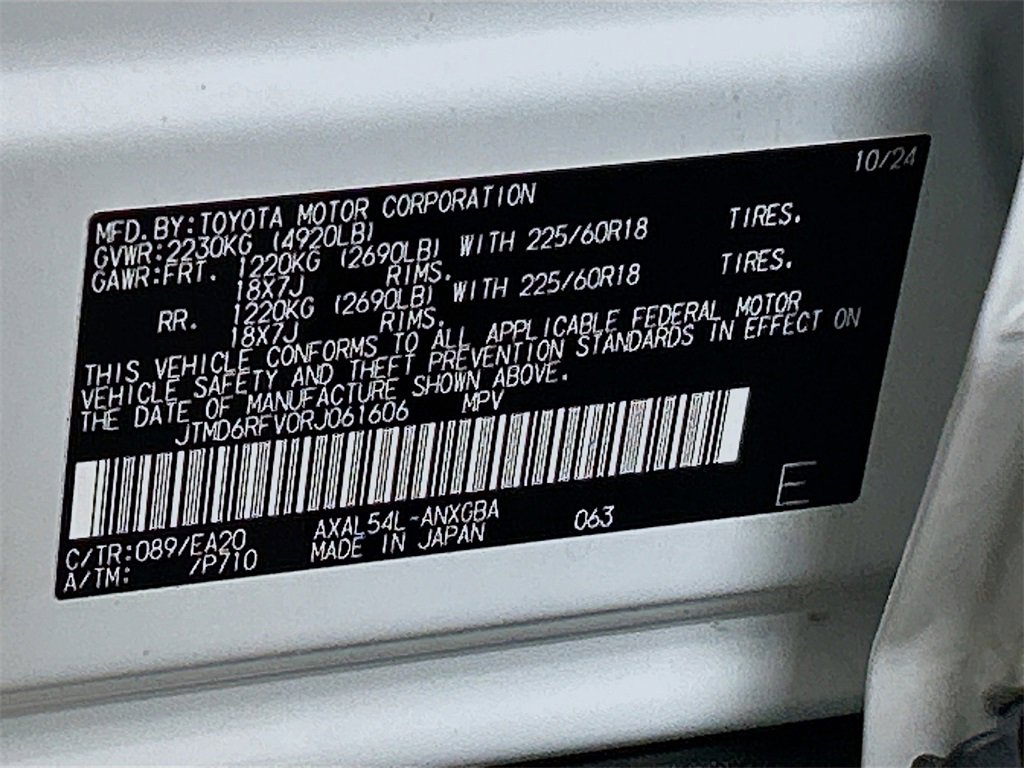 10/24
MFD. BY: TOYOTA MOTOR CORPORATION
GVWR: 2230KG (4920LB)
GAWR: FRT. 1220KG (2690LB) WITH 225/60R18 TIRES.
18X7J RIMS.
RR. 1220KG (2690LB) WITH 225/60R18 TIRES.
18X7J RIMS.
THIS VEHICLE CONFORMS TO ALL APPLICABLE FEDERAL MOTOR
VEHICLE SAFETY AND THEFT PREVENTION STANDARDS IN EFFECT ON
THE DATE OF MANUFACTURE SHOWN ABOVE.
JTMD6RFV0RJ061606 MPV
E
C/TR: 089/EA20 AXAL54L-ANXGBA 063
A/TM: /P710 MADE IN JAPAN